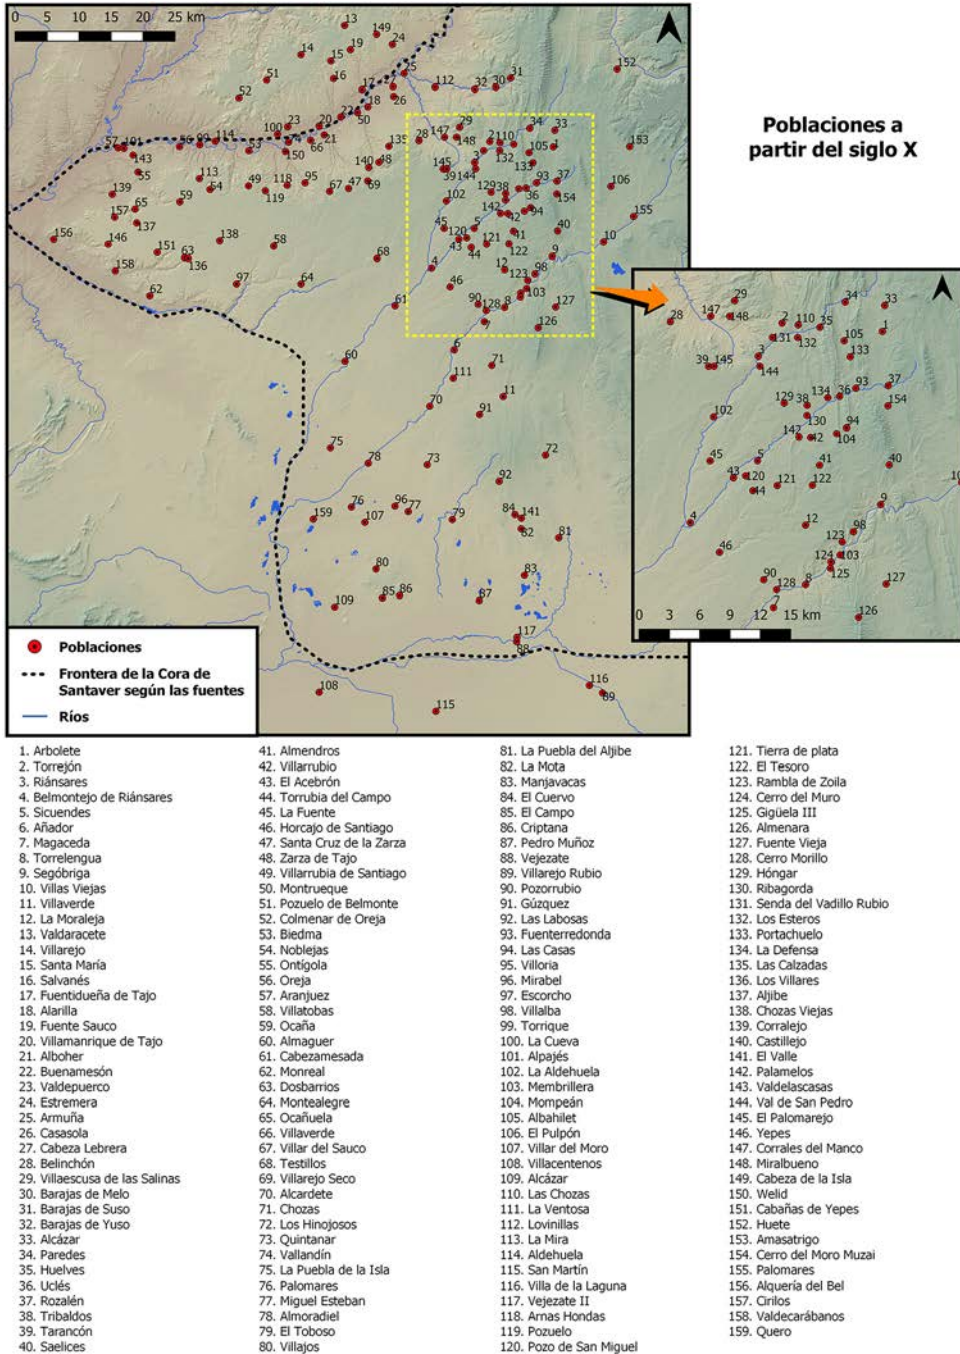 Poblaciones a
partir del siglo X
0 5 10 15 20 25 km
0 3 6 9 12 15 km
Poblaciones
Frontera de la Cora de
Santaver según las fuentes
Ríos
1. Arbolete
2. Torrejón
3. Riánsares
4. Belmontejo de Riánsares
5. Sicuendes
6. Añador
7. Magaceda
8. Torrelengua
9. Segóbriga
10. Villas Viejas
11. Villaverde
12. La Moraleja
13. Valdaracete
14. Villarejo
15. Santa María
16. Salvanés
17. Fuentidueña de Tajo
18. Alarilla
19. Fuente Sauco
20. Villamanrique de Tajo
21. Alboher
22. Buenamesón
23. Valdepuerco
24. Estremera
25. Armuña
26. Casasola
27. Cabeza Lebrera
28. Belinchón
29. Villaescusa de las Salinas
30. Barajas de Melo
31. Barajas de Suso
32. Barajas de Yuso
33. Alcázar
34. Paredes
35. Huelves
36. Uclés
37. Rozalén
38. Tribaldos
39. Tarancón
40. Saelices
41. Almendros
42. Villarrubio
43. El Acebrón
44. Torrubia del Campo
45. La Fuente
46. Horcajo de Santiago
47. Santa Cruz de la Zarza
48. Zarza de Tajo
49. Villarrubia de Santiago
50. Montrueque
51. Pozuelo de Belmonte
52. Colmenar de Oreja
53. Biedma
54. Noblejas
55. Ontígola
56. Oreja
57. Aranjuez
58. Villatobas
59. Ocaña
60. Almaguer
61. Cabezamesada
62. Monreal
63. Dosbarrios
64. Montealegre
65. Ocañuela
66. Villaverde
67. Villar del Sauco
68. Testillos
69. Villarejo Seco
70. Alcardete
71. Chozas
72. Los Hinojosos
73. Quintanar
74. Vallandín
75. La Puebla de la Isla
76. Palomares
77. Miguel Esteban
78. Almoradiel
79. El Toboso
80. Villajos
81. La Puebla del Aljibe
82. La Mota
83. Manjavacas
84. El Cuervo
85. El Campo
86. Criptana
87. Pedro Muñoz
88. Vejezate
89. Villarejo Rubio
90. Pozorrubio
91. Gúzquez
92. Las Labosas
93. Fuenterredonda
94. Las Casas
95. Villoria
96. Mirabel
97. Escorcho
98. Villalba
99. Torrique
100. La Cueva
101. Alpajés
102. La Aldehuela
103. Membrillera
104. Mompeán
105. Albahilet
106. El Pulpón
107. Villar del Moro
108. Villacentenos
109. Alcázar
110. Las Chozas
111. La Ventosa
112. Lovinillas
113. La Mira
114. Aldehuela
115. San Martín
116. Villa de la Laguna
117. Vejezate II
118. Arnas Hondas
119. Pozuelo
120. Pozo de San Miguel
121. Tierra de plata
122. El Tesoro
123. Rambla de Zoila
124. Cerro del Muro
125. Gigüela III
126. Almenara
127. Fuente Vieja
128. Cerro Morillo
129. Hóngar
130. Ribagorda
131. Senda del Vadillo Rubio
132. Los Esteros
133. Portachuelo
134. La Defensa
135. Las Calzadas
136. Los Villares
137. Aljibe
138. Chozas Viejas
139. Corralejo
140. Castillejo
141. El Valle
142. Palamelos
143. Valdelascasas
144. Val de San Pedro
145. El Palomarejo
146. Yepes
147. Corrales del Manco
148. Miralbueno
149. Cabeza de la Isla
150. Welid
151. Cabañas de Yepes
152. Huete
153. Amasatrigo
154. Cerro del Moro Muzai
155. Palomares
156. Alquería del Bel
157. Cirilos
158. Valdecarábanos
159. Quero